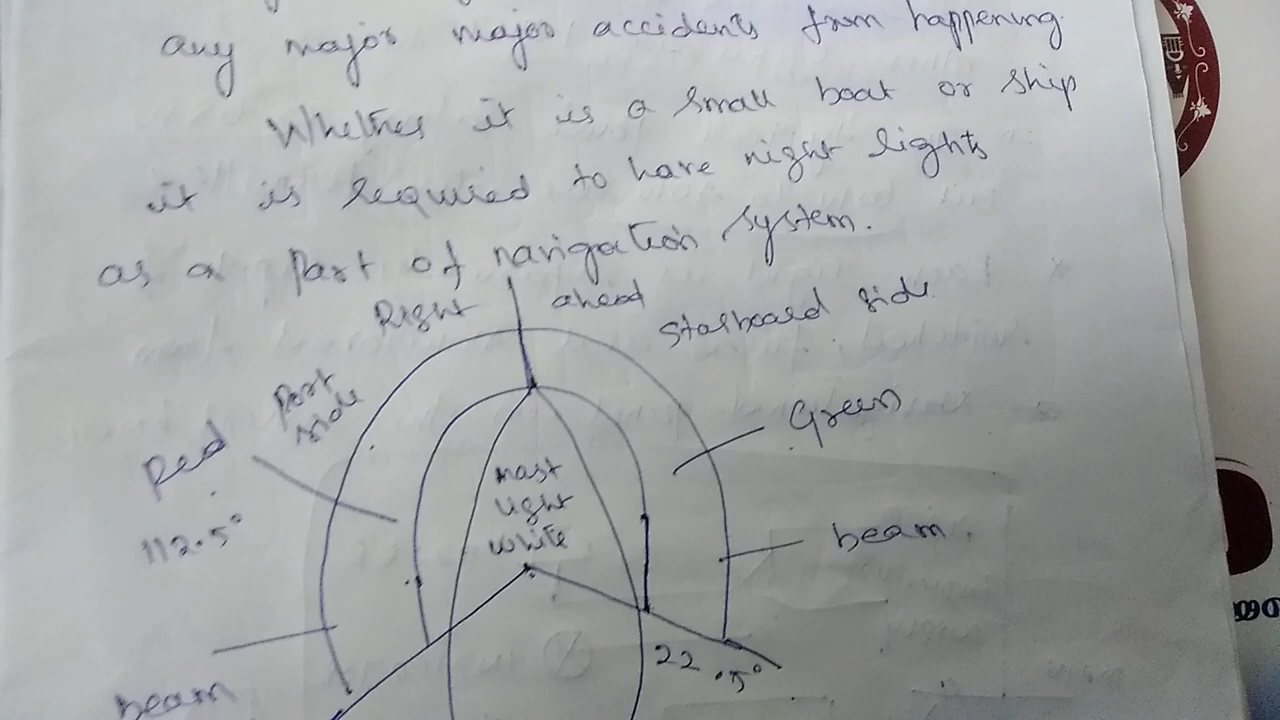 any major major accidents from happening.
Whether it is a small boat or ship
it is required to have night lights
as a part of navigation system.
Right ahead
starboard side
Port
side
Red
112.5°
Green
mast
light
white
beam.
22.5°
beam